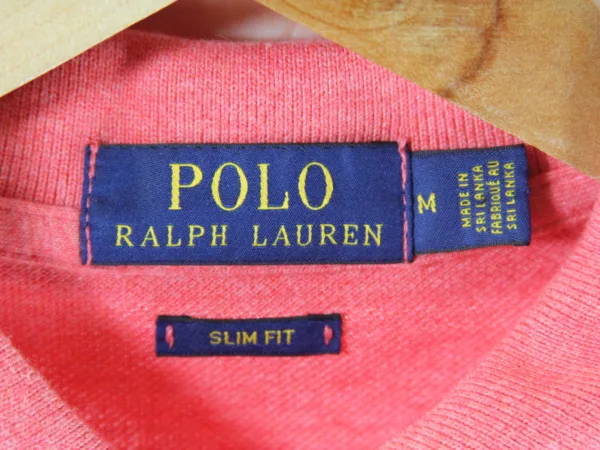 POLO
RALPH LAUREN
M
MADE IN
SRI LANKA
FABRIQUÉ AU
SRI LANKA
SLIM FIT